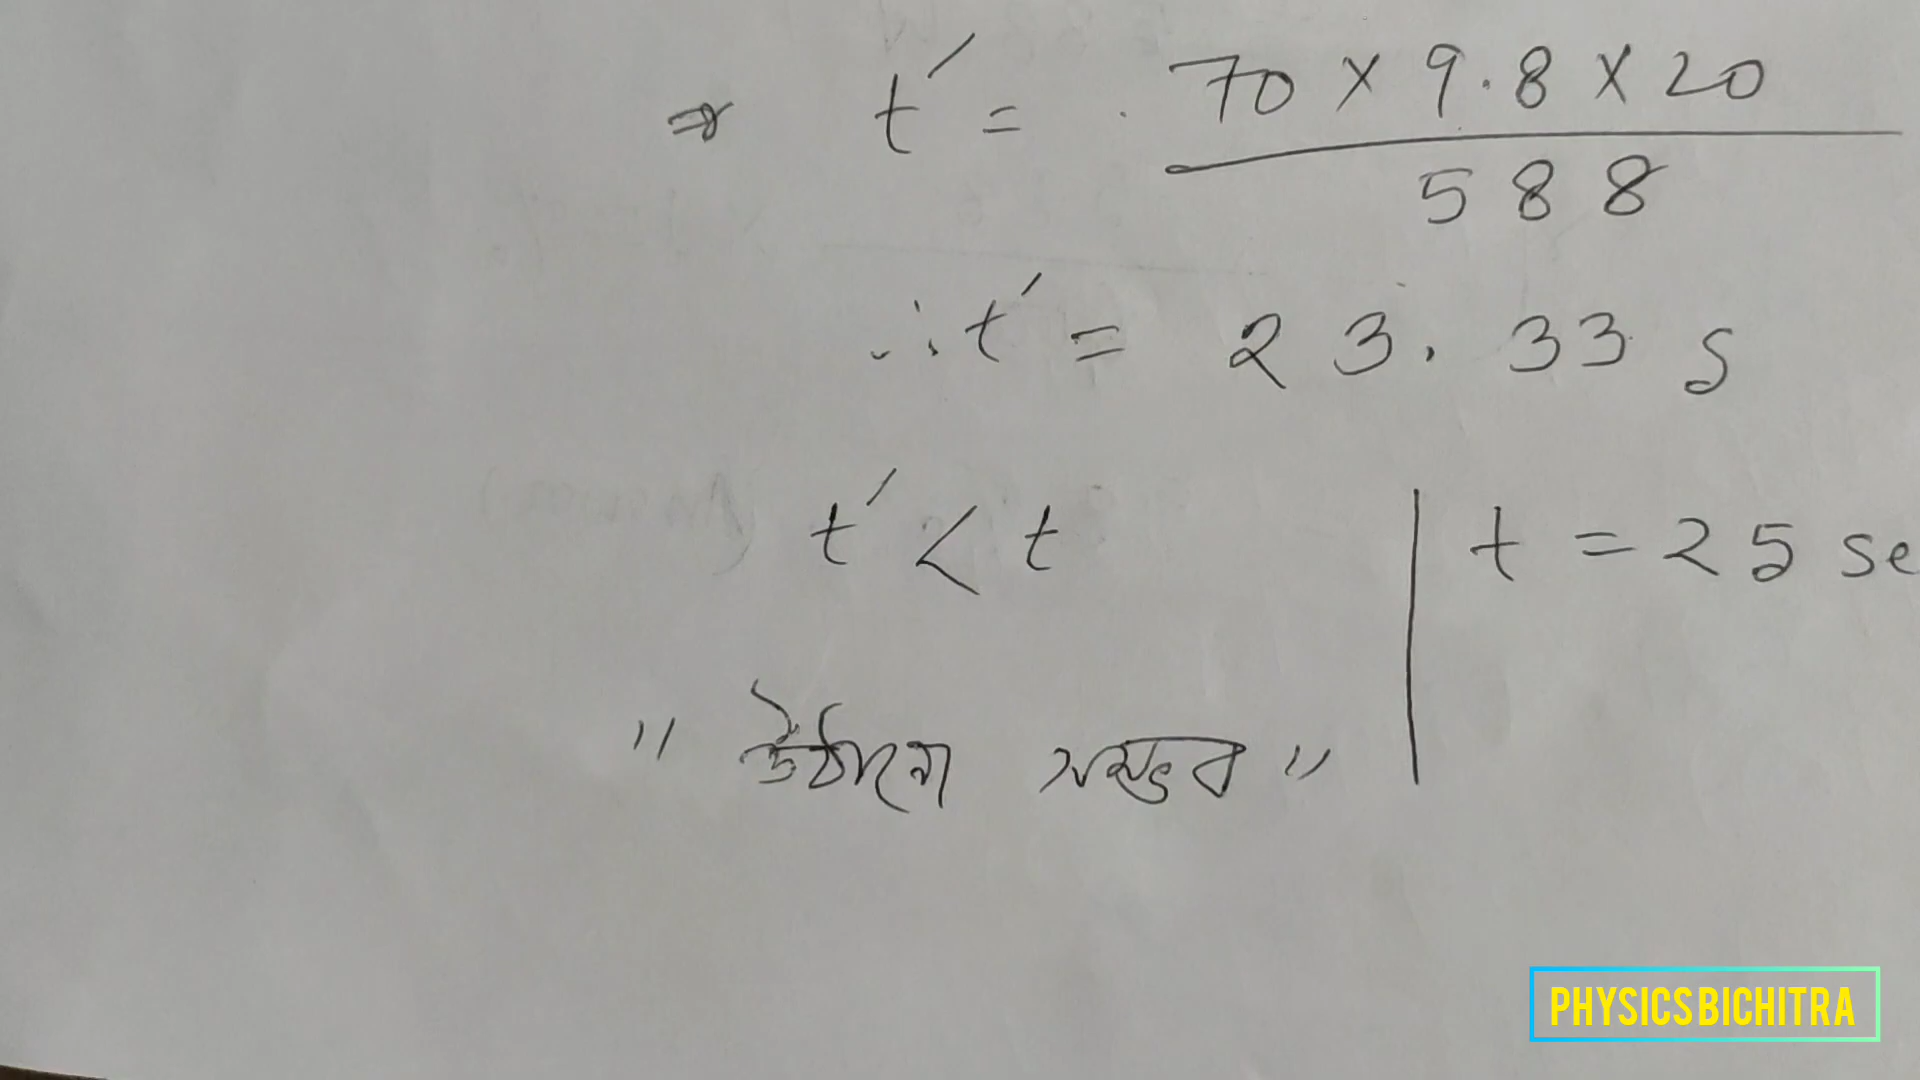 ⇒ t′ = 70 × 9.8 × 20 / 588
∴ t′ = 23.33 s
t′ < t | t = 25 se
" উঠানো সম্ভব "
PHYSICS BICHITRA